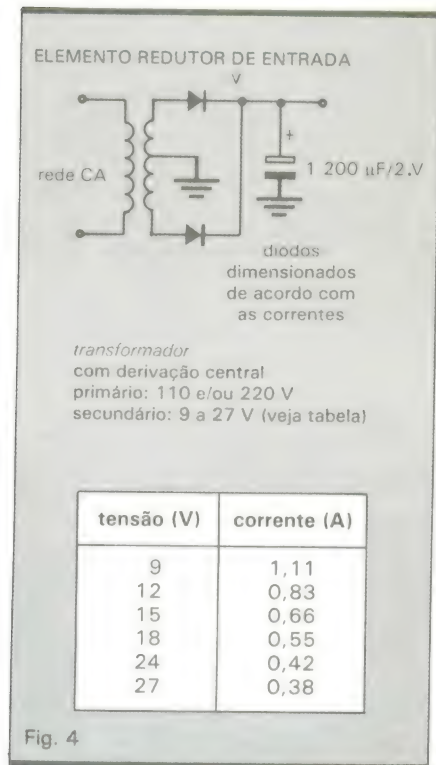 ELEMENTO REDUTOR DE ENTRADA
V
rede CA
+
1 200 µF/2.V
diodos
dimensionados
de acordo com
as correntes
transformador
com derivação central
primário: 110 e/ou 220 V
secundário: 9 a 27 V (veja tabela)
tensão (V) corrente (A)
9 1,11
12 0,83
15 0,66
18 0,55
24 0,42
27 0,38
Fig. 4